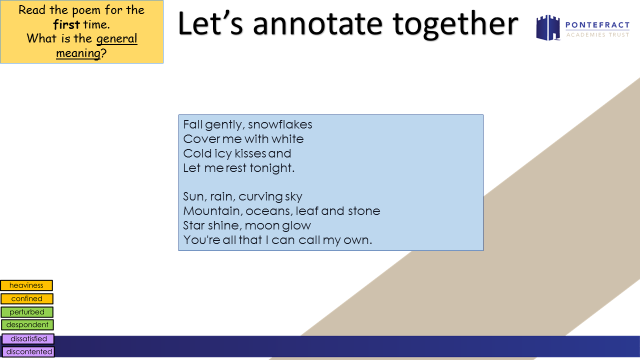 Read the poem for the
first time.
What is the general
meaning?
Let's annotate together
PONTEFRACT
ACADEMIES TRUST
Fall gently, snowflakes
Cover me with white
Cold icy kisses and
Let me rest tonight.
Sun, rain, curving sky
Mountain, oceans, leaf and stone
Star shine, moon glow
You're all that I can call my own.
heaviness
confined
perturbed
despondent
dissatisfied
discontented